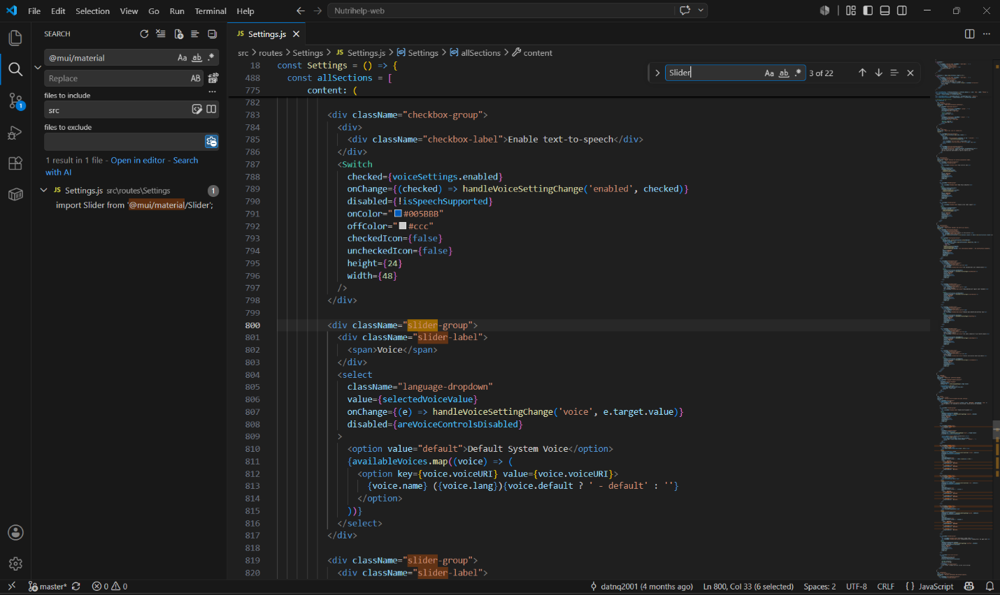 File Edit Selection View Go Run Terminal Help
Nutrihelp-web
SEARCH
@mui/material
Aa ab .*
Replace
AB
files to include
src
files to exclude
1 result in 1 file - Open in editor - Search with AI
JS Settings.js src\routes\Settings 1
import Slider from '@mui/material/Slider';
JS Settings.js
src > routes > Settings > JS Settings.js > Settings > allSections > content
Slider
Aa ab .* 3 of 22
18 const Settings = () => {
488 const allSections = [
775 content: (
782
783 <div className="checkbox-group">
784 <div>
785 <div className="checkbox-label">Enable text-to-speech</div>
786 </div>
787 <Switch
788 checked={voiceSettings.enabled}
789 onChange={(checked) => handleVoiceSettingChange('enabled', checked)}
790 disabled={!isSpeechSupported}
791 onColor="#005BBB"
792 offColor="#ccc"
793 checkedIcon={false}
794 uncheckedIcon={false}
795 height={24}
796 width={48}
797 />
798 </div>
799
800 <div className="slider-group">
801 <div className="slider-label">
802 <span>Voice</span>
803 </div>
804 <select
805 className="language-dropdown"
806 value={selectedVoiceValue}
807 onChange={(e) => handleVoiceSettingChange('voice', e.target.value)}
808 disabled={areVoiceControlsDisabled}
809 >
810 <option value="default">Default System Voice</option>
811 {availableVoices.map((voice) => (
812 <option key={voice.voiceURI} value={voice.voiceURI}>
813 {voice.name} ({voice.lang}){voice.default ? ' - default' : ''}
814 </option>
815 ))}
816 </select>
817 </div>
818
819 <div className="slider-group">
820 <div className="slider-label">
1
master* 0 0
datnq2001 (4 months ago) Ln 800, Col 33 (6 selected) Spaces: 2 UTF-8 CRLF { } JavaScript